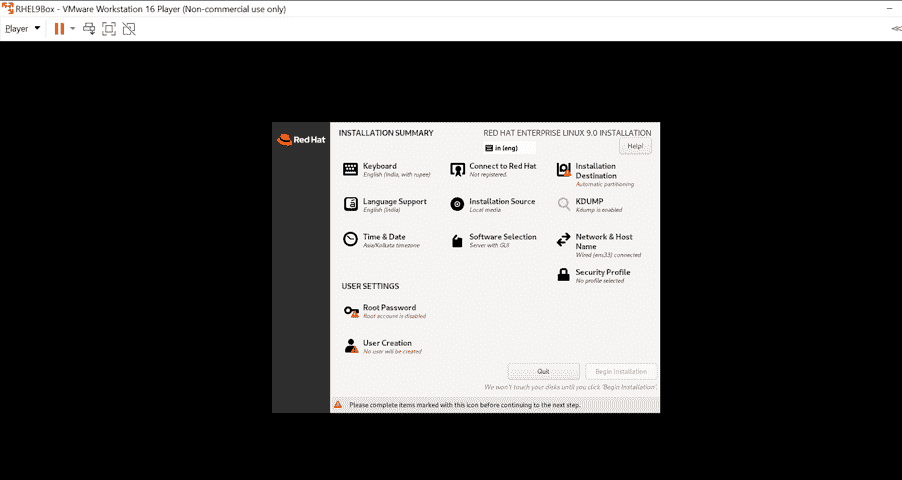 RHEL9Box - VMware Workstation 16 Player (Non-commercial use only)
Player
Red Hat
INSTALLATION SUMMARY
RED HAT ENTERPRISE LINUX 9.0 INSTALLATION
in (eng)
Help!
Keyboard
English (India, with rupee)
Connect to Red Hat
Not registered.
Installation
Destination
Automatic partitioning
Language Support
English (India)
Installation Source
Local media
KDUMP
Kdump is enabled
Time & Date
Asia/Kolkata timezone
Software Selection
Server with GUI
Network & Host
Name
Wired (ens33) connected
Security Profile
No profile selected
USER SETTINGS
Root Password
Root account is disabled
User Creation
No user will be created
Quit
Begin Installation
We won't touch your disks until you click 'Begin Installation'.
Please complete items marked with this icon before continuing to the next step.